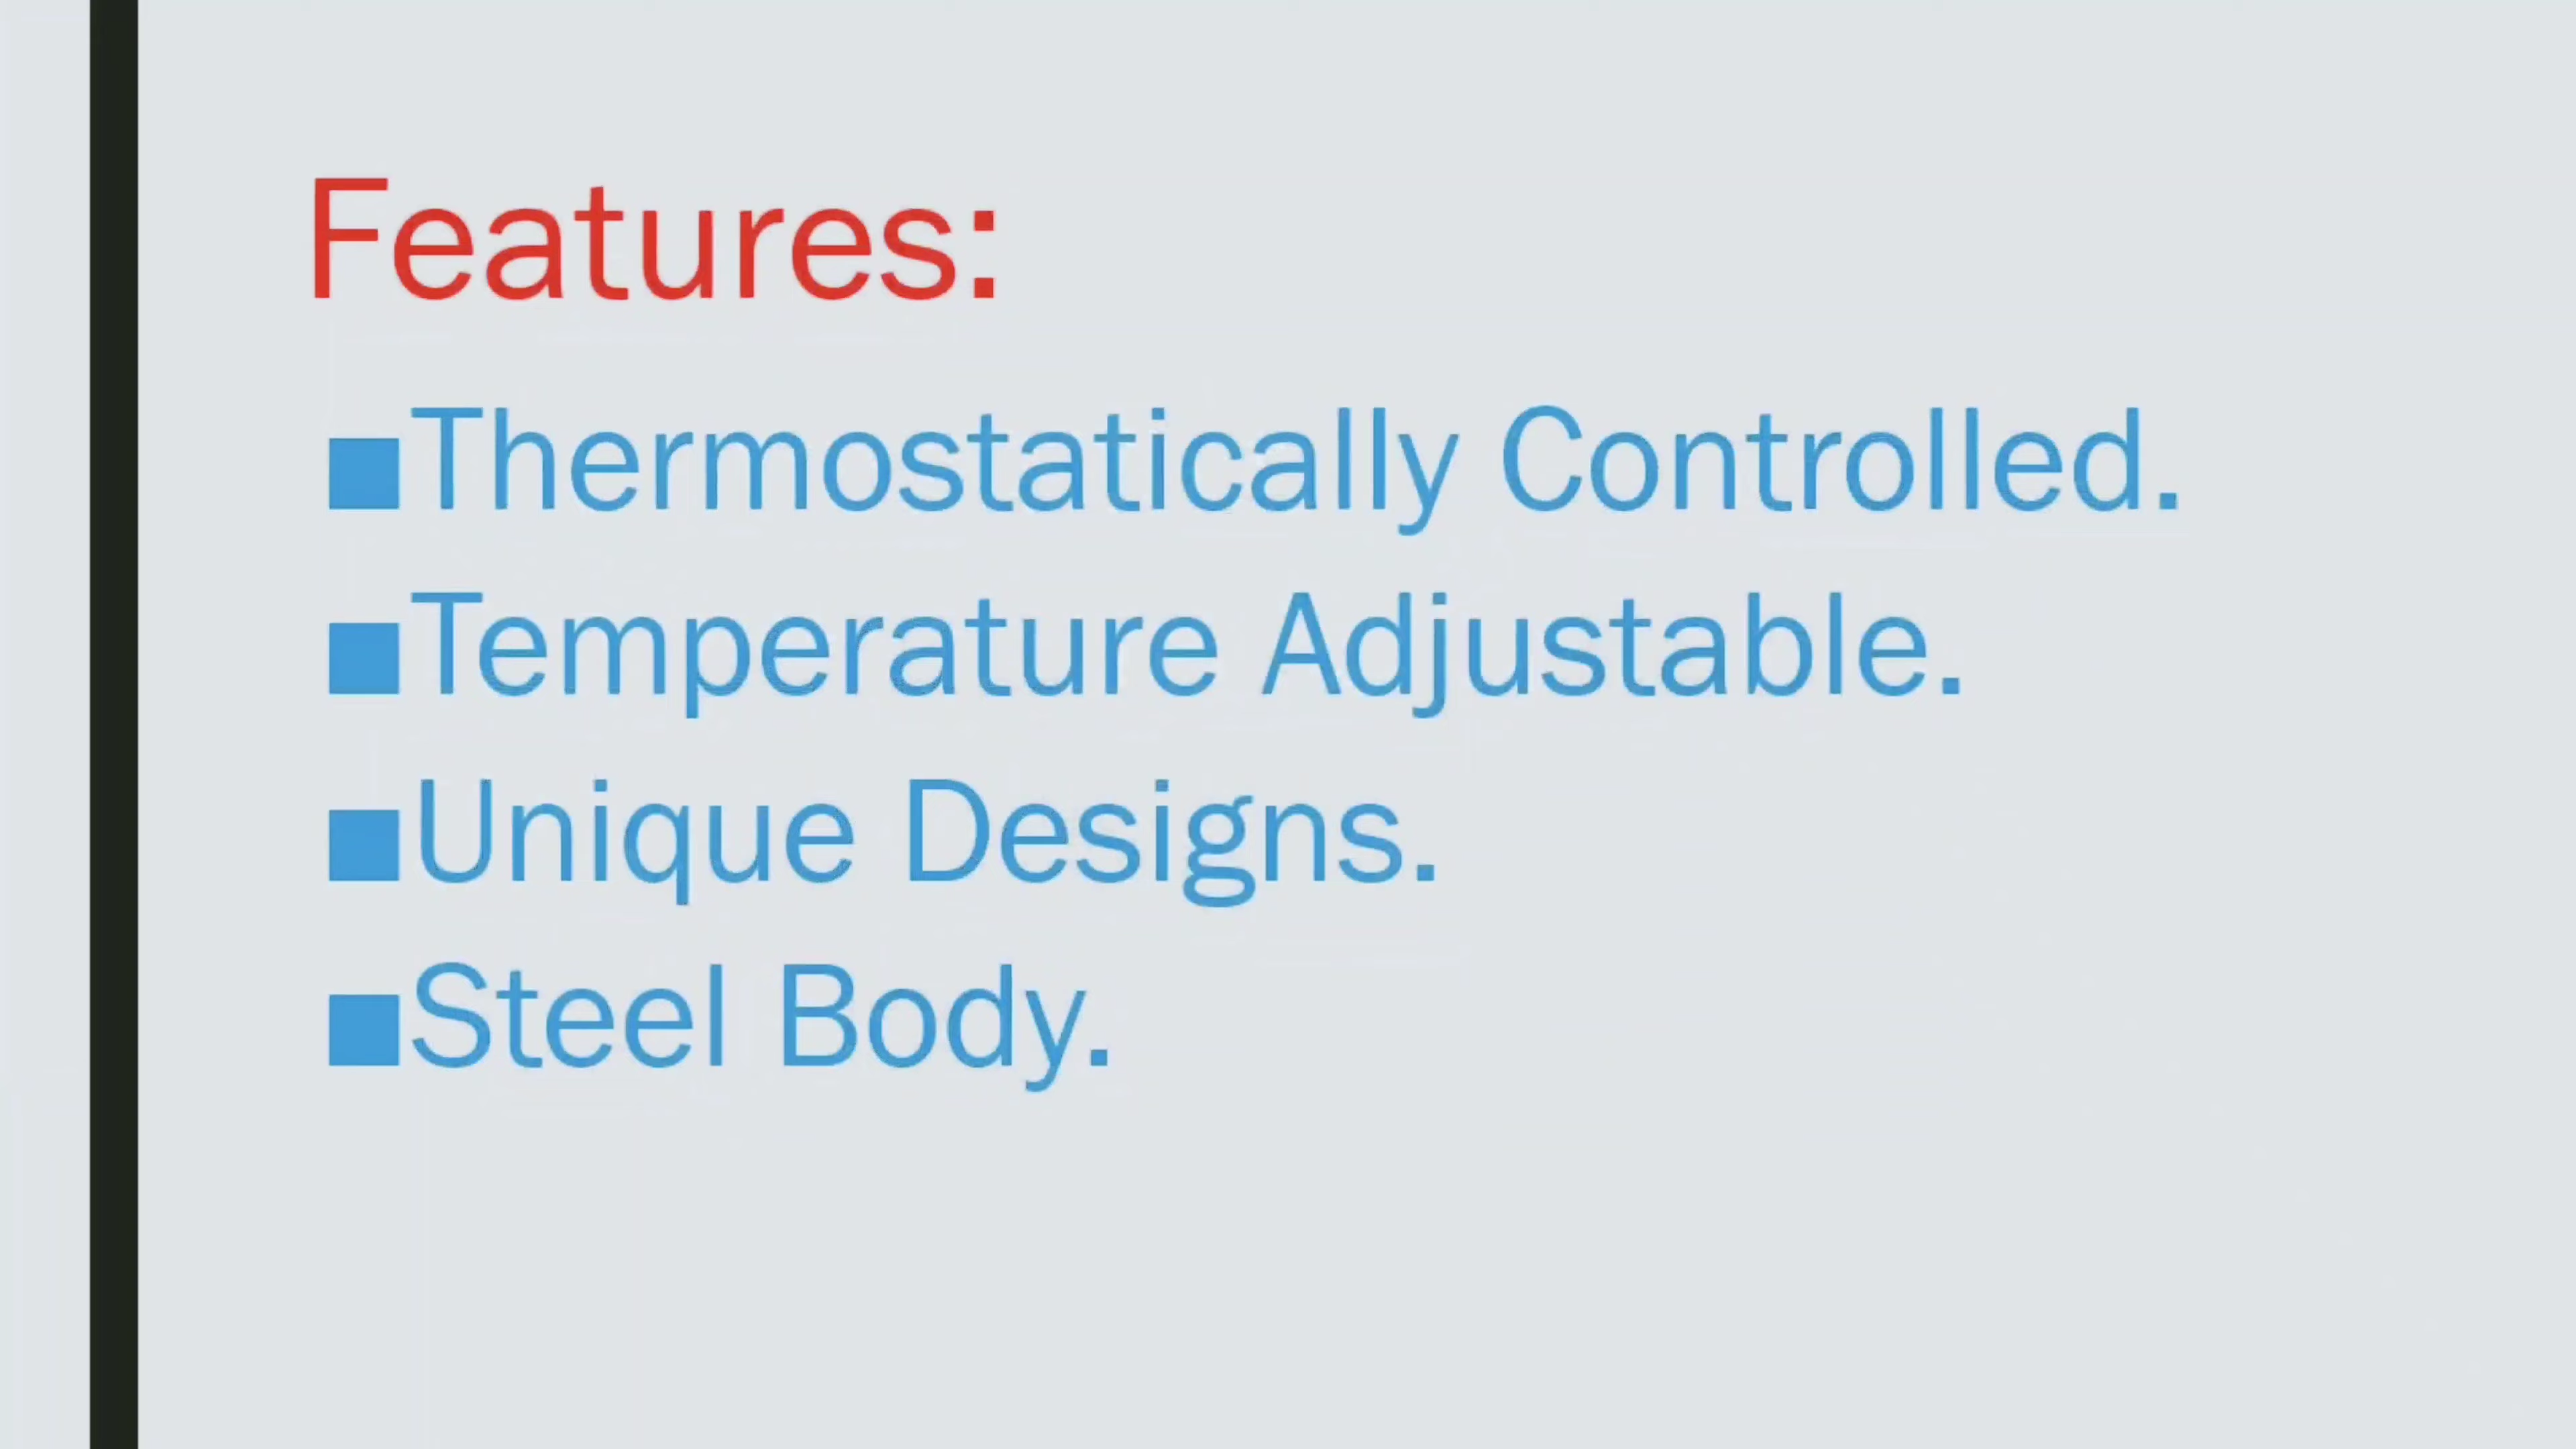 Features:
■Thermostatically Controlled.
■Temperature Adjustable.
■Unique Designs.
■Steel Body.